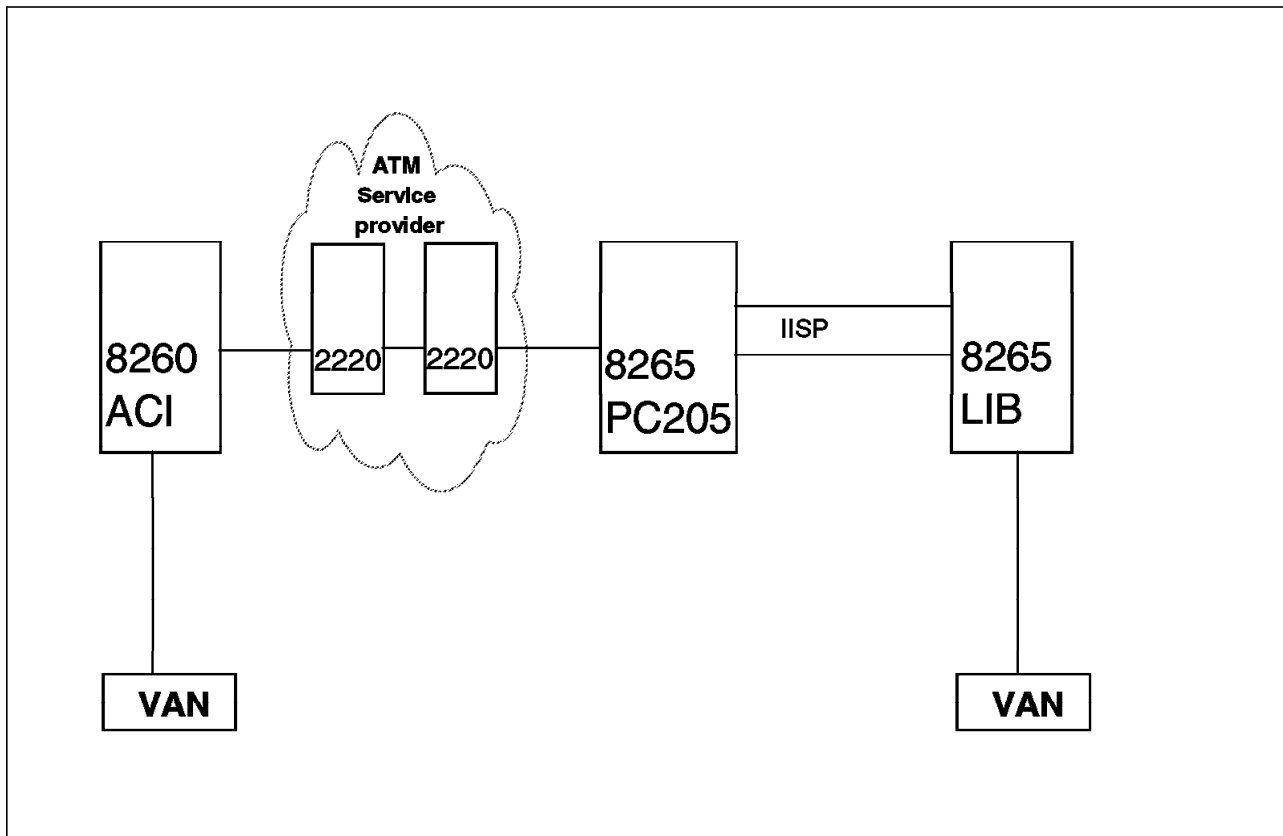 ATM
Service
provider
8260
ACI
2220
2220
8265
PC205
IISP
8265
LIB
VAN
VAN